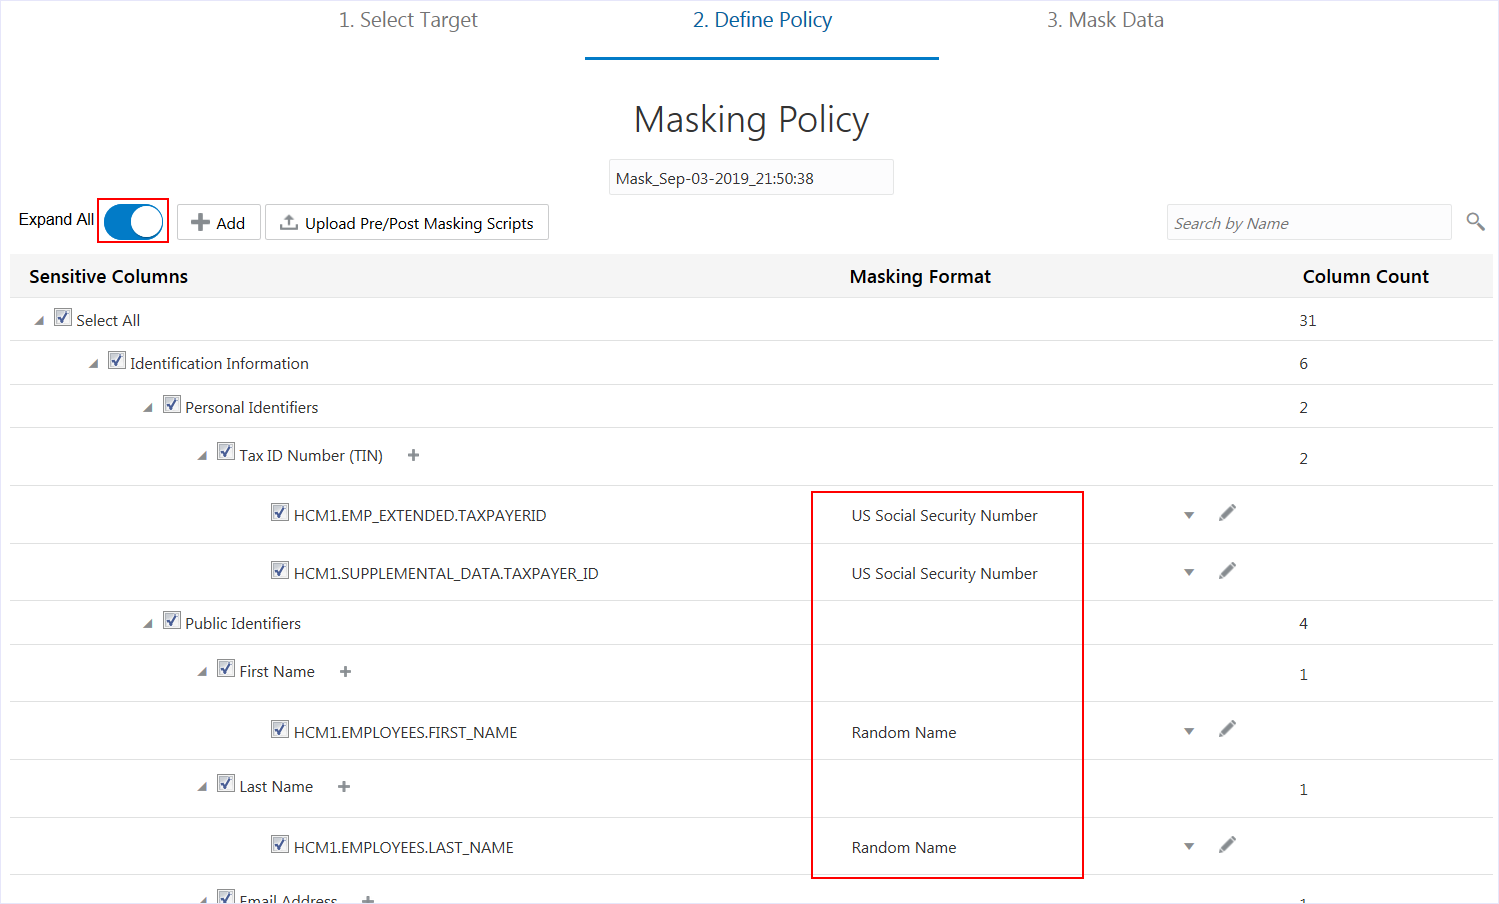 1. Select Target 2. Define Policy 3. Mask Data
Masking Policy
Mask_Sep-03-2019_21:50:38
Expand All Add Upload Pre/Post Masking Scripts Search by Name
Sensitive Columns Masking Format Column Count
Select All 31
Identification Information 6
Personal Identifiers 2
Tax ID Number (TIN) 2
HCM1.EMP_EXTENDED.TAXPAYERID US Social Security Number
HCM1.SUPPLEMENTAL_DATA.TAXPAYER_ID US Social Security Number
Public Identifiers 4
First Name 1
HCM1.EMPLOYEES.FIRST_NAME Random Name
Last Name 1
HCM1.EMPLOYEES.LAST_NAME Random Name
Email Address 1